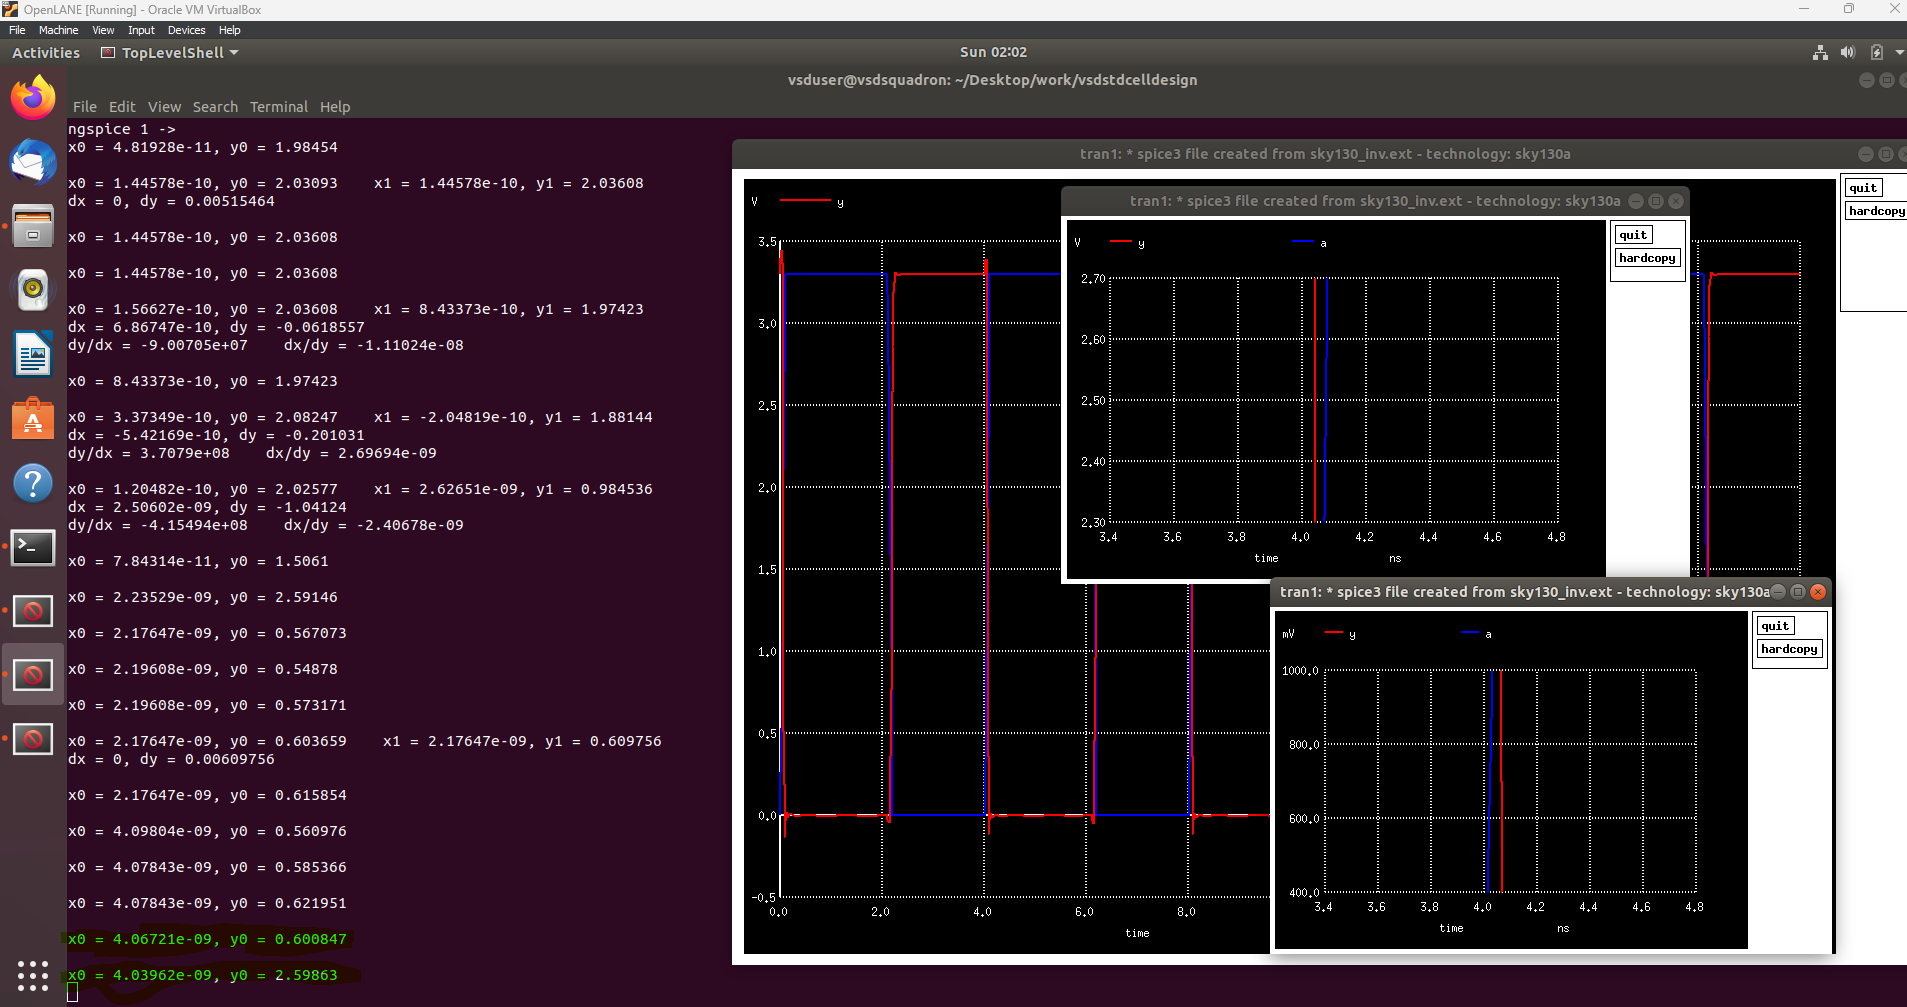 OpenLANE [Running] - Oracle VM VirtualBox
File Machine View Input Devices Help
Activities TopLevelShell Sun 02:02
vsduser@vsdsquadron: ~/Desktop/work/vsdstdcelldesign
File Edit View Search Terminal Help
ngspice 1 ->
x0 = 4.81928e-11, y0 = 1.98454
x0 = 1.44578e-10, y0 = 2.03093 x1 = 1.44578e-10, y1 = 2.03608
dx = 0, dy = 0.00515464
x0 = 1.44578e-10, y0 = 2.03608
x0 = 1.44578e-10, y0 = 2.03608
x0 = 1.56627e-10, y0 = 2.03608 x1 = 8.43373e-10, y1 = 1.97423
dx = 6.86747e-10, dy = -0.0618557
dy/dx = -9.00705e+07 dx/dy = -1.11024e-08
x0 = 8.43373e-10, y0 = 1.97423
x0 = 3.37349e-10, y0 = 2.08247 x1 = -2.04819e-10, y1 = 1.88144
dx = -5.42169e-10, dy = -0.201031
dy/dx = 3.7079e+08 dx/dy = 2.69694e-09
x0 = 1.20482e-10, y0 = 2.02577 x1 = 2.62651e-09, y1 = 0.984536
dx = 2.50602e-09, dy = -1.04124
dy/dx = -4.15494e+08 dx/dy = -2.40678e-09
x0 = 7.84314e-11, y0 = 1.5061
x0 = 2.23529e-09, y0 = 2.59146
x0 = 2.17647e-09, y0 = 0.567073
x0 = 2.19608e-09, y0 = 0.54878
x0 = 2.19608e-09, y0 = 0.573171
x0 = 2.17647e-09, y0 = 0.603659 x1 = 2.17647e-09, y1 = 0.609756
dx = 0, dy = 0.00609756
x0 = 2.17647e-09, y0 = 0.615854
x0 = 4.09804e-09, y0 = 0.560976
x0 = 4.07843e-09, y0 = 0.585366
x0 = 4.07843e-09, y0 = 0.621951
x0 = 4.06721e-09, y0 = 0.600847
x0 = 4.03962e-09, y0 = 2.59863
tran1: * spice3 file created from sky130_inv.ext - technology: sky130a
quit
hardcopy
V y
3.5
3.0
2.5
2.0
1.5
1.0
0.5
0.0
-0.5
0.0 2.0 4.0 6.0 8.0
time
tran1: * spice3 file created from sky130_inv.ext - technology: sky130a
quit
hardcopy
V y a
2.70
2.60
2.50
2.40
2.30
3.4 3.6 3.8 4.0 4.2 4.4 4.6 4.8
time ns
tran1: * spice3 file created from sky130_inv.ext - technology: sky130a
quit
hardcopy
mV y a
1000.0
800.0
600.0
400.0
3.4 3.6 3.8 4.0 4.2 4.4 4.6 4.8
time ns